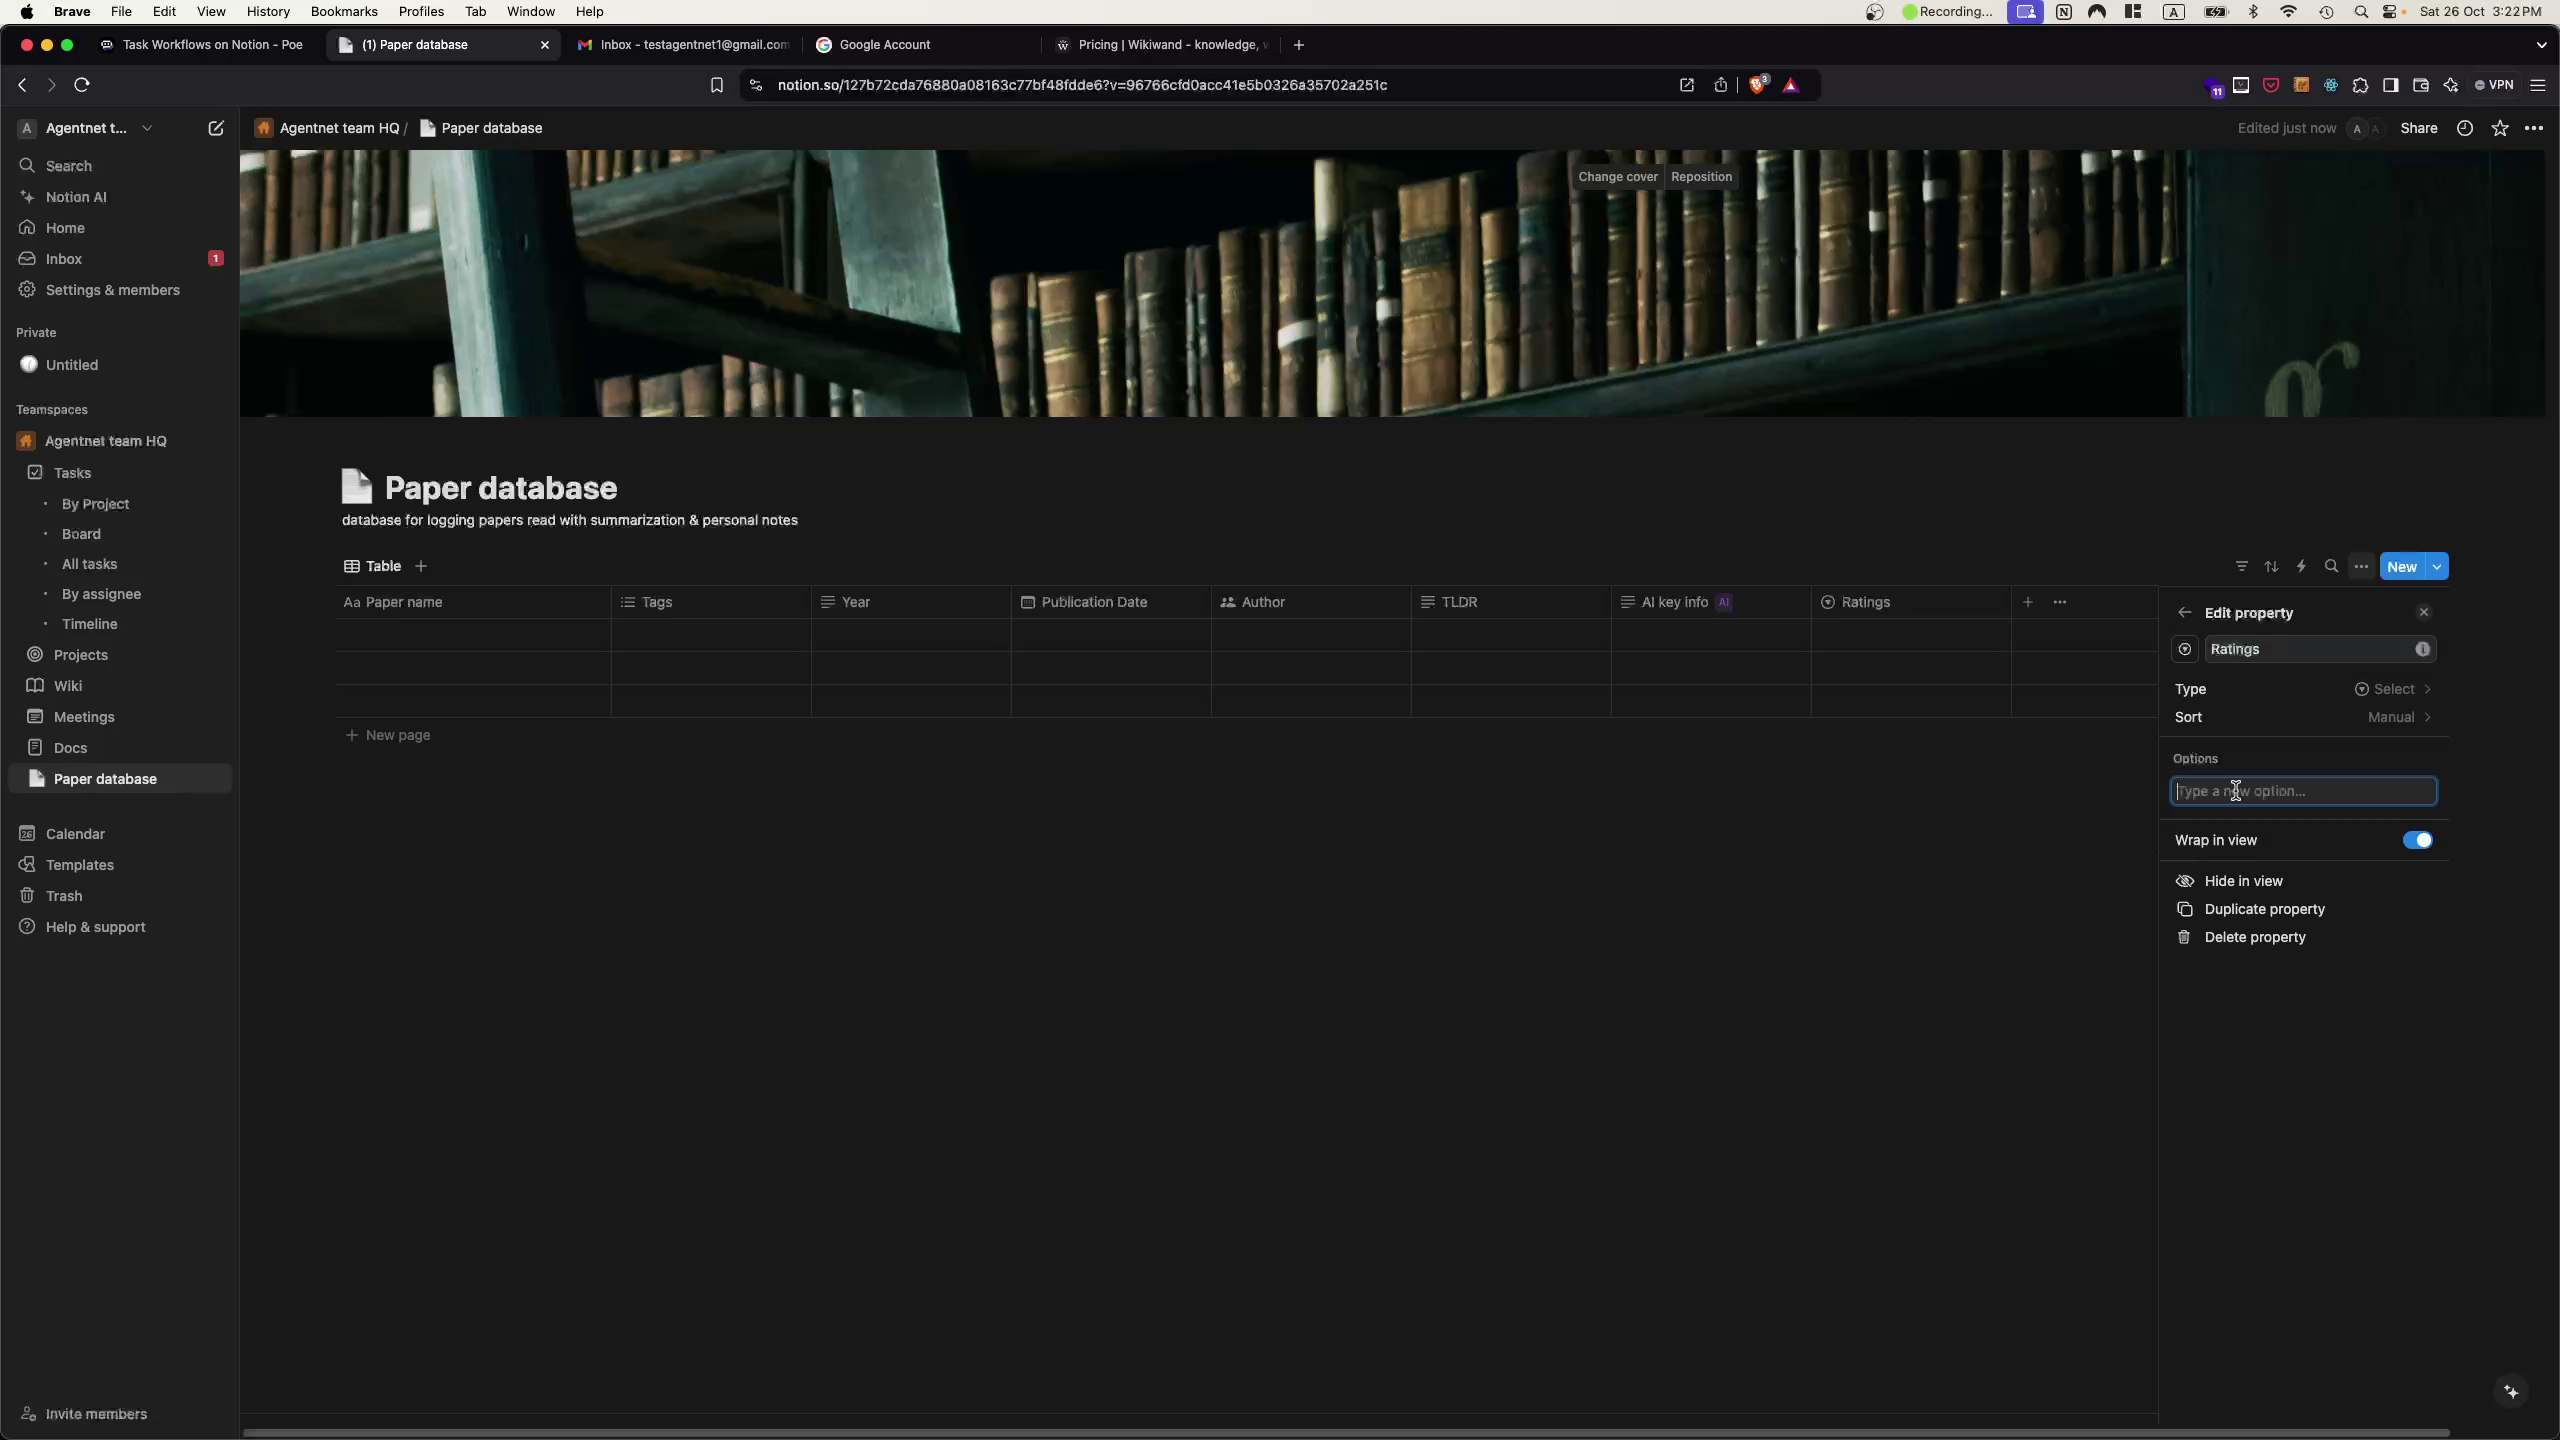 Brave File Edit View History Bookmarks Profiles Tab Window Help Recording... Sat 26 Oct 3:22 PM
Task Workflows on Notion - Poe (1) Paper database Inbox - testagentnet1@gmail.com Google Account Pricing | Wikiwand - knowledge,
notion.so/127b72cda76880a08163c77bf48fdde6?v=96766cfd0acc41e5b0326a35702a251c 3 11 VPN
A Agentnet t...
Agentnet team HQ / Paper database Edited just now A A Share
Search
Notion AI
Home
Inbox 1
Settings & members
Private
Untitled
Teamspaces
Agentnet team HQ
Tasks
By Project
Board
All tasks
By assignee
Timeline
Projects
Wiki
Meetings
Docs
Paper database
26 Calendar
Templates
Trash
Help & support
Invite members
Change cover Reposition
Paper database
database for logging papers read with summarization & personal notes
Table New
Aa Paper name Tags Year Publication Date Author TLDR AI key info AI Ratings
New page
Edit property
Ratings
Type Select
Sort Manual
Options
Type a new option...
Wrap in view
Hide in view
Duplicate property
Delete property